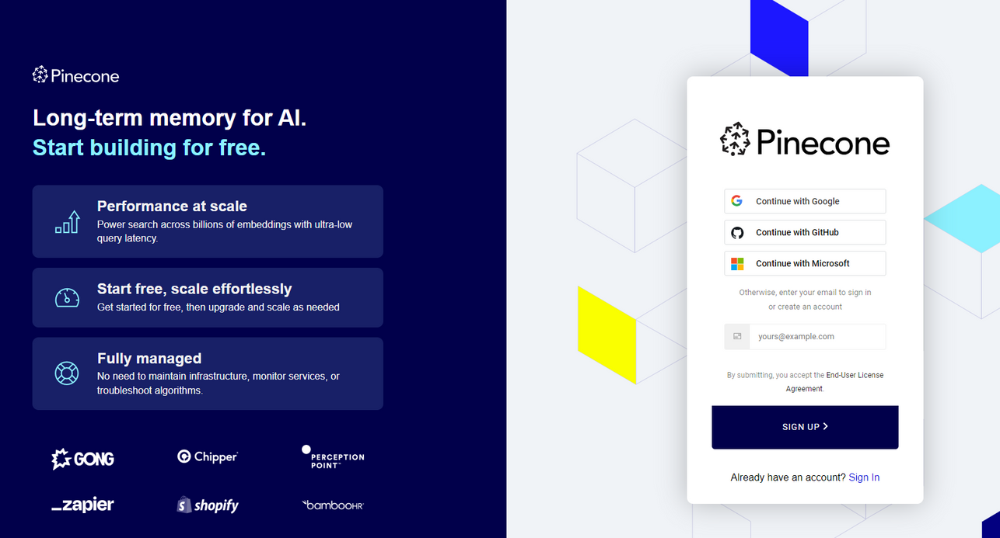 Pinecone
Long-term memory for AI.
Start building for free.
Performance at scale
Power search across billions of embeddings with ultra-low
query latency.
Start free, scale effortlessly
Get started for free, then upgrade and scale as needed
Fully managed
No need to maintain infrastructure, monitor services, or
troubleshoot algorithms.
GONG
Chipper
PERCEPTION
POINT™
_zapier
shopify
bambooHR
Pinecone
Continue with Google
Continue with GitHub
Continue with Microsoft
Otherwise, enter your email to sign in
or create an account
yours@example.com
By submitting, you accept the End-User License
Agreement.
SIGN UP
Already have an account? Sign In